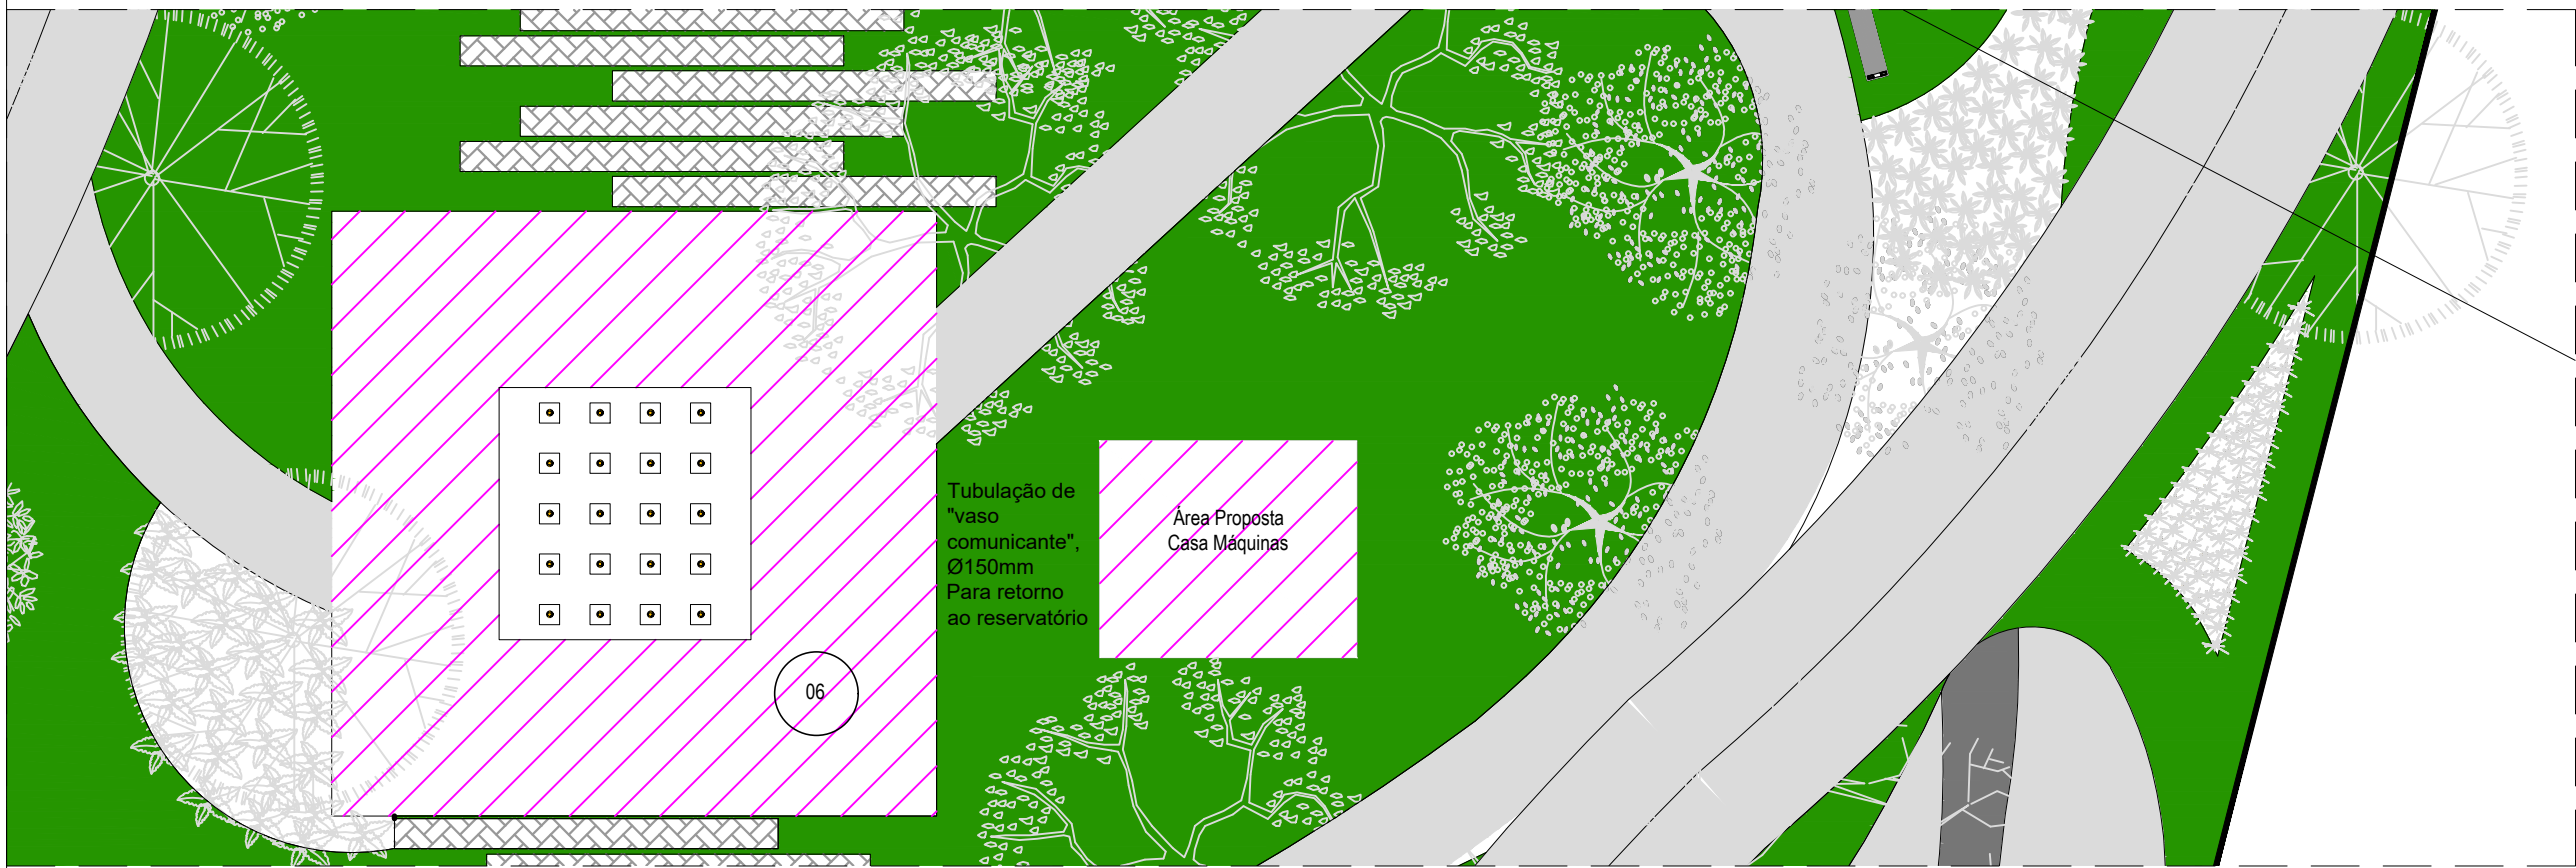 Tubulação de
"vaso
comunicante",
Ø150mm
Para retorno
ao reservatório
Área Proposta
Casa Máquinas
06